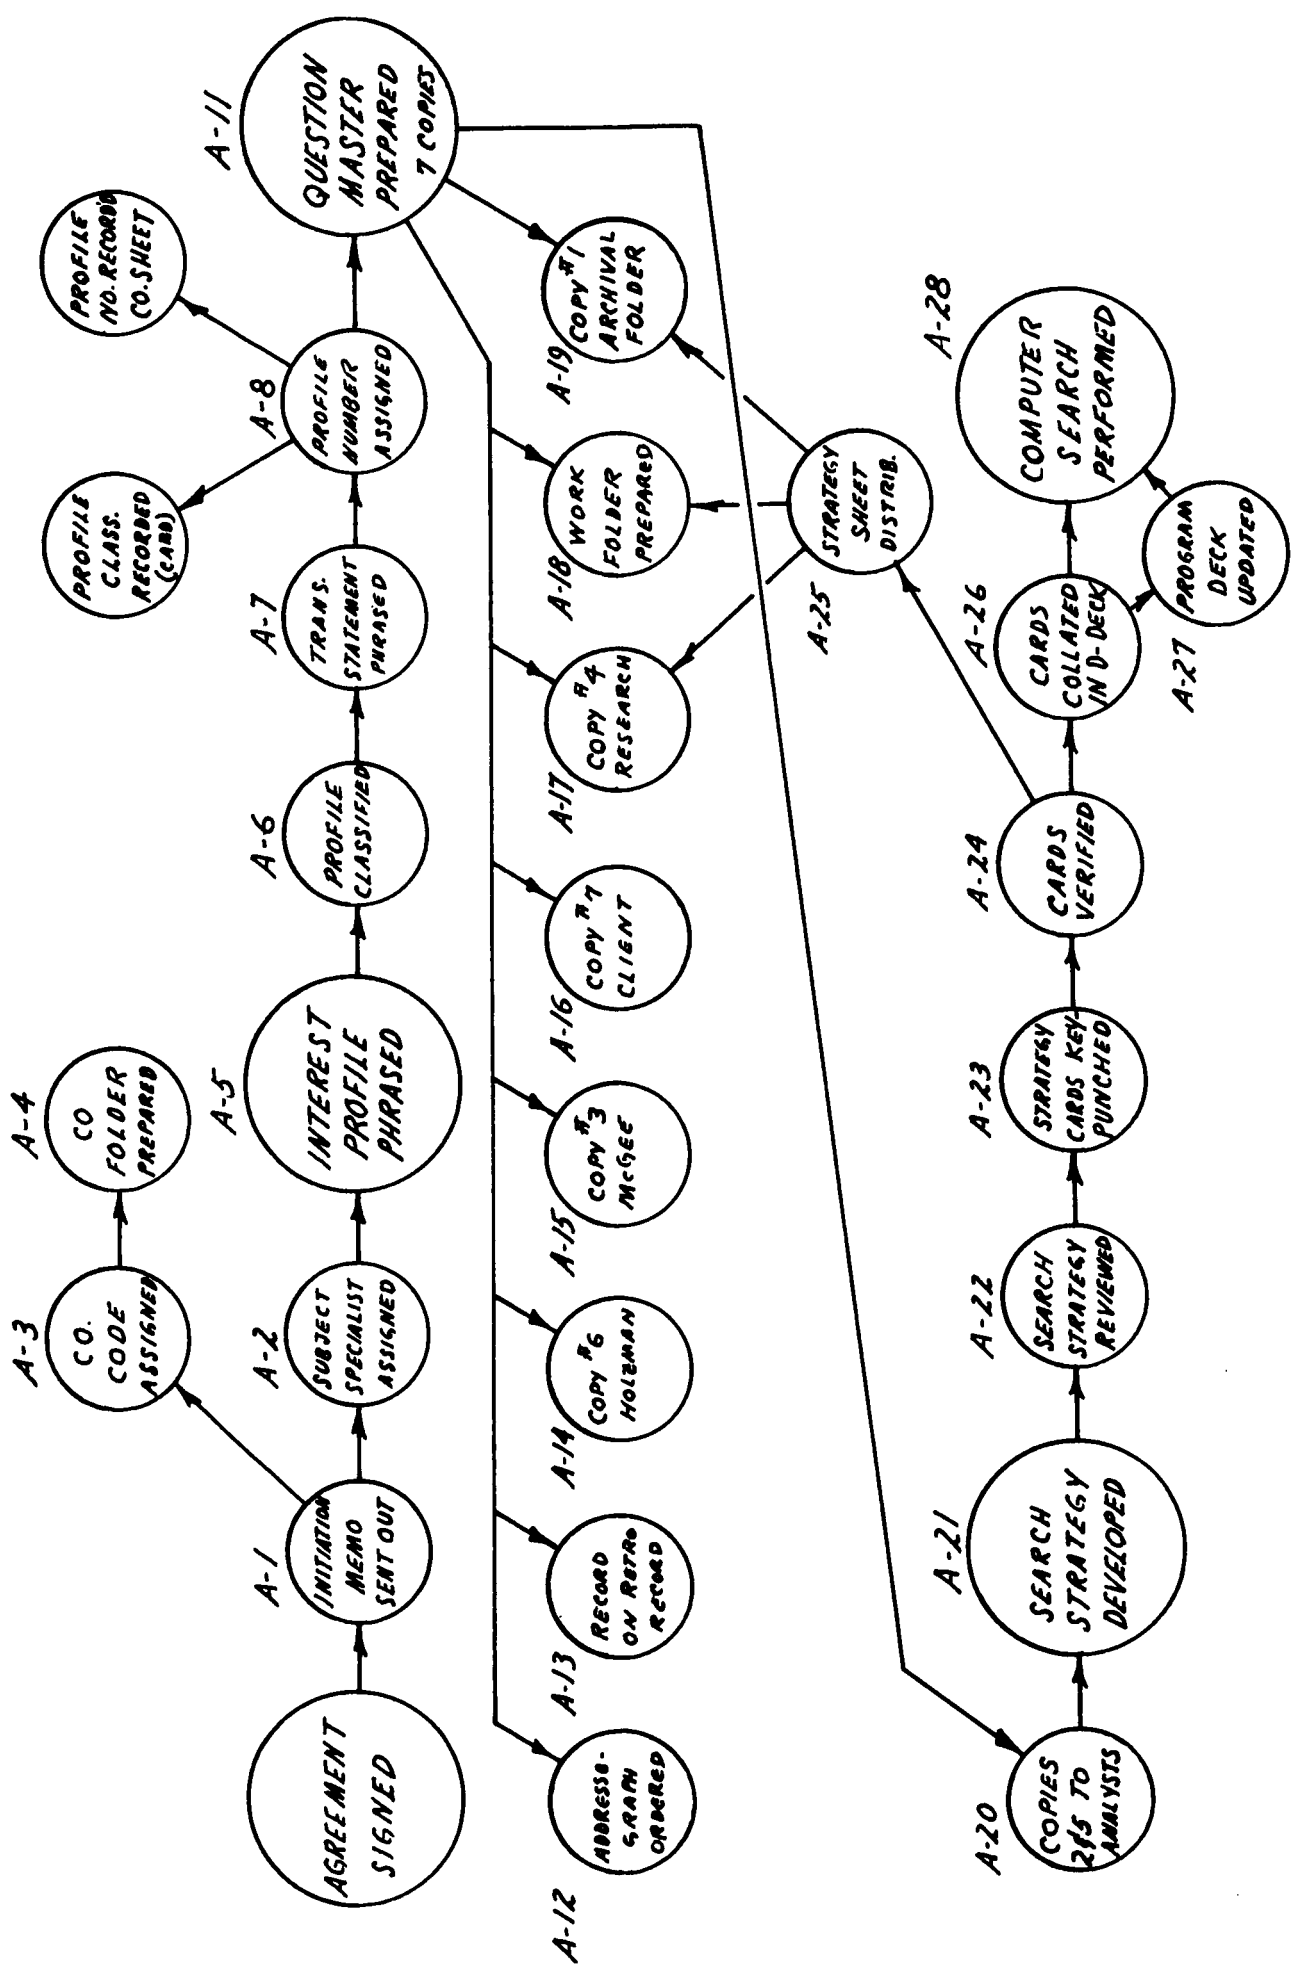 A-3
CO.
CODE
ASSIGNED
A-4
CO
FOLDER
PREPARED
PROFILE
CLASS.
RECORDED
(CARD)
PROFILE
NO. RECORD'D
CO. SHEET
AGREEMENT
SIGNED
A-1
INITIATION
MEMO
SENT OUT
A-2
SUBJECT
SPECIALIST
ASSIGNED
A-5
INTEREST
PROFILE
PHRASED
A-6
PROFILE
CLASSIFIED
A-7
TRANS.
STATEMENT
PHRASED
A-8
PROFILE
NUMBER
ASSIGNED
A-11
QUESTION
MASTER
PREPARED
7 COPIES
A-12
ADDRESSO-
GRAPH
ORDERED
A-13
RECORD
ON RETRO
RECORD
A-14
COPY #6
HOLZMAN
A-15
COPY #3
McGEE
A-16
COPY #7
CLIENT
A-17
COPY #4
RESEARCH
A-18
WORK
FOLDER
PREPARED
A-19
COPY #1
ARCHIVAL
FOLDER
A-25
STRATEGY
SHEET
DISTRIB.
A-20
COPIES
2&5 TO
ANALYSTS
A-21
SEARCH
STRATEGY
DEVELOPED
A-22
SEARCH
STRATEGY
REVIEWED
A-23
STRATEGY
CARDS KEY-
PUNCHED
A-24
CARDS
VERIFIED
A-26
CARDS
COLLATED
IN D-DECK
A-27
PROGRAM
DECK
UPDATED
A-28
COMPUTER
SEARCH
PERFORMED